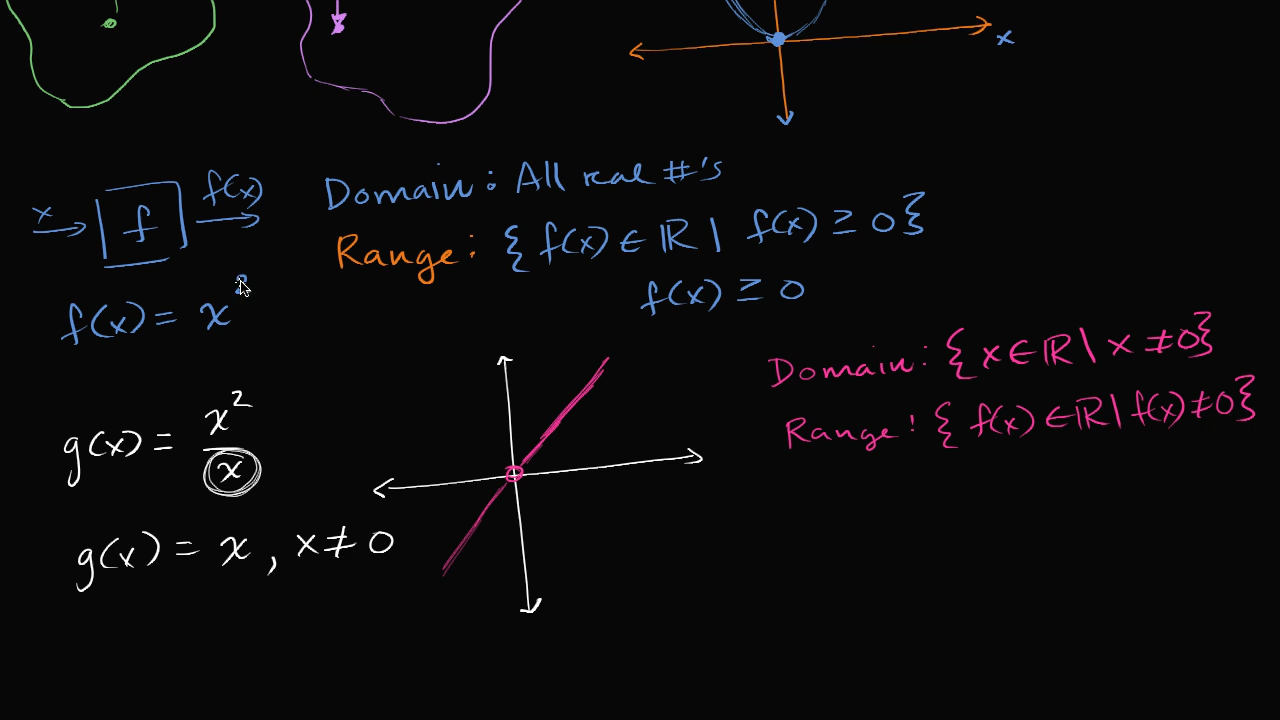 x
Domain: All real #'s
x f f(x)
Range: { f(x) ∈ ℝ | f(x) ≥ 0 }
f(x) = x²
f(x) ≥ 0
Domain: { x ∈ ℝ | x ≠ 0 }
Range: { f(x) ∈ ℝ | f(x) ≠ 0 }
g(x) = x²/x
g(x) = x , x ≠ 0